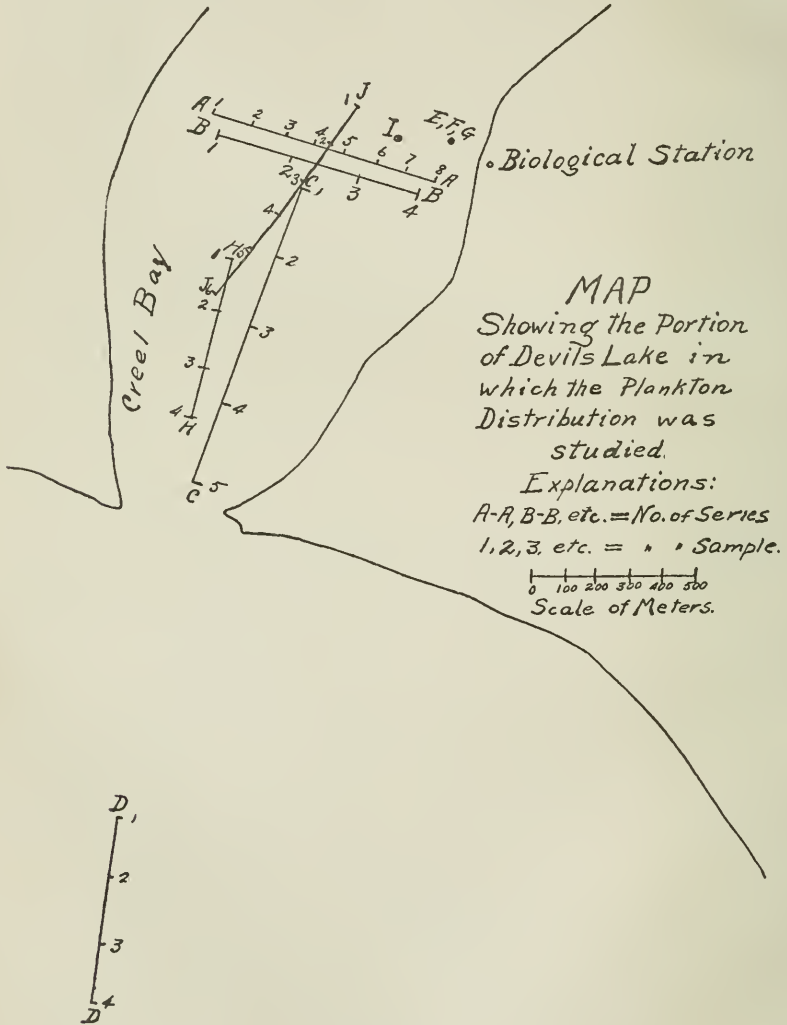 1 J
A 1 2 3 4 2 5 6 7 8 A
I
E,F,G
B 1 2 3 4 B
Biological Station
3 C 1
4
2
1 H 5
J 6
2
3
3
4
4 H
C 5
Creel Bay
MAP
Showing the Portion
of Devils Lake in
which the Plankton
Distribution was
studied.
Explanations:
A-A, B-B, etc. = No. of Series
1, 2, 3, etc. = " " Sample.
0 100 200 300 400 500
Scale of Meters.
D 1
2
3
4
D